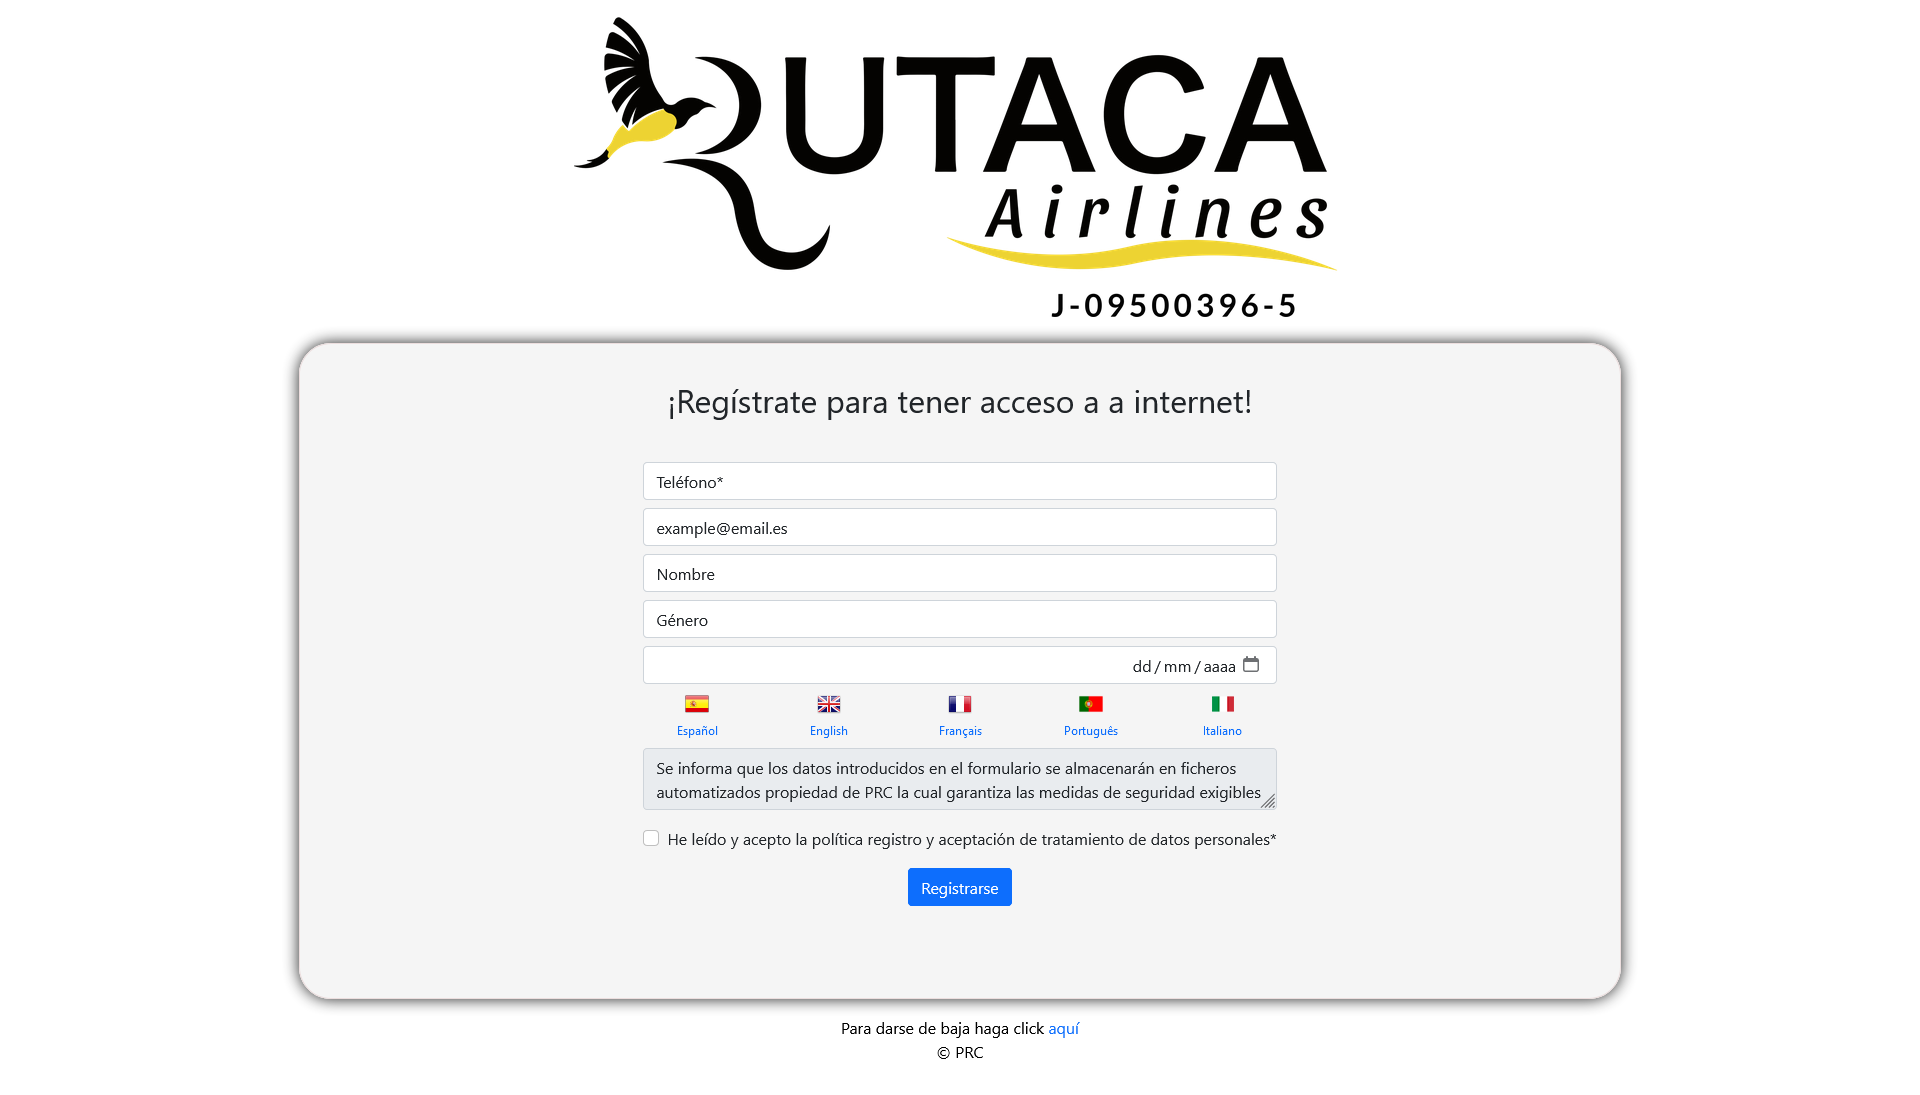 RUTACA
Airlines
J-09500396-5
¡Regístrate para tener acceso a a internet!
Teléfono*
example@email.es
Nombre
Género
dd/mm/aaaa
Español English Français Português Italiano
Se informa que los datos introducidos en el formulario se almacenarán en ficheros
automatizados propiedad de PRC la cual garantiza las medidas de seguridad exigibles
He leído y acepto la política registro y aceptación de tratamiento de datos personales*
Registrarse
Para darse de baja haga click aquí
© PRC